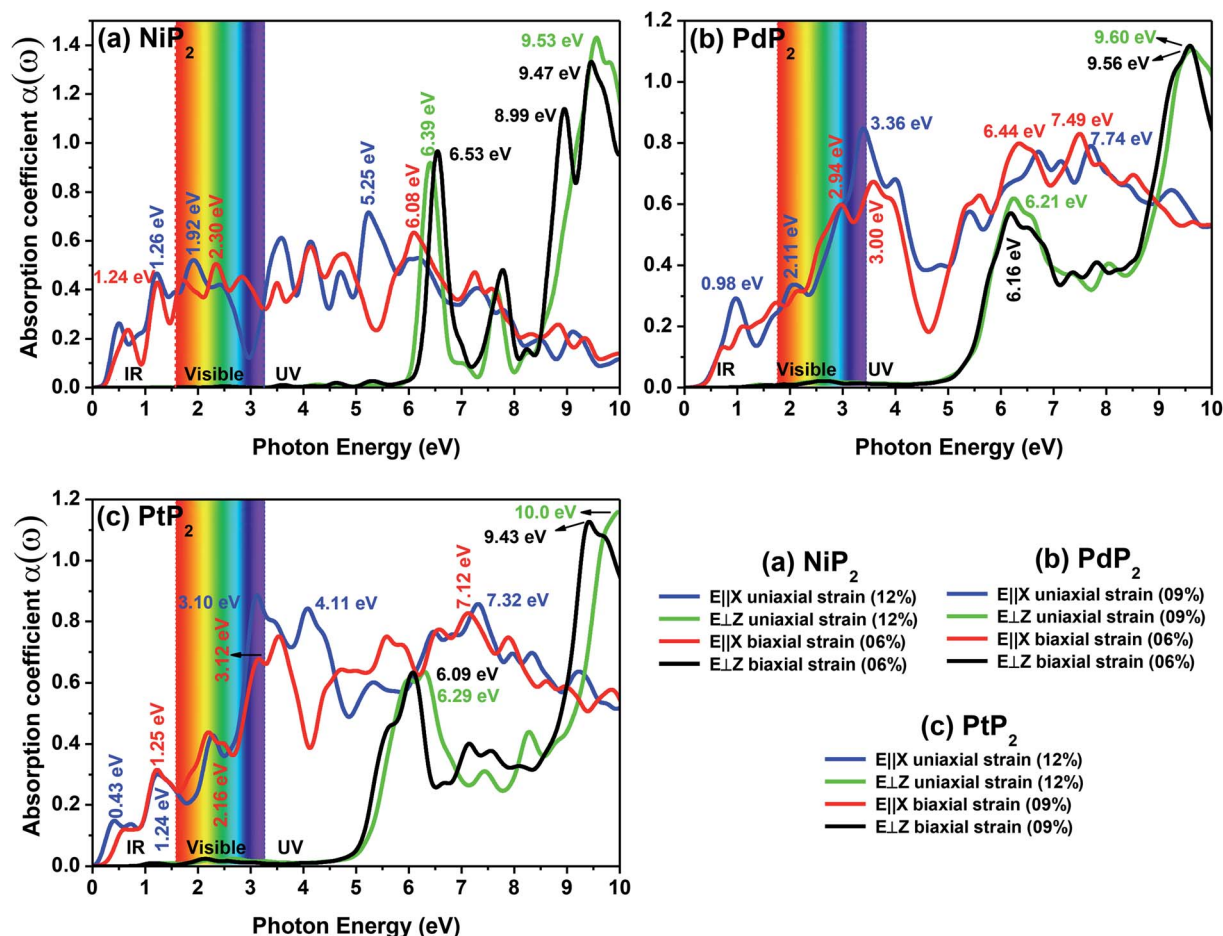 (a) NiP2
Absorption coefficient α(ω)
1.4
1.2
1.0
0.8
0.6
0.4
0.2
0.0
1.24 eV
1.26 eV
1.92 eV
2.30 eV
5.25 eV
6.08 eV
6.39 eV
6.53 eV
8.99 eV
9.47 eV
9.53 eV
IR Visible UV
0 1 2 3 4 5 6 7 8 9 10
Photon Energy (eV)
(b) PdP2
Absorption coefficient α(ω)
1.2
1.0
0.8
0.6
0.4
0.2
0.0
0.98 eV
2.11 eV
2.94 eV
3.36 eV
3.00 eV
6.44 eV
7.49 eV
7.74 eV
6.21 eV
6.16 eV
9.60 eV
9.56 eV
IR Visible UV
0 1 2 3 4 5 6 7 8 9 10
Photon Energy (eV)
(c) PtP2
Absorption coefficient α(ω)
1.2
1.0
0.8
0.6
0.4
0.2
0.0
0.43 eV
1.25 eV
1.24 eV
2.16 eV
3.10 eV
3.12 eV
4.11 eV
7.12 eV
7.32 eV
6.09 eV
6.29 eV
10.0 eV
9.43 eV
IR Visible UV
0 1 2 3 4 5 6 7 8 9 10
Photon Energy (eV)
(a) NiP2
E||X uniaxial strain (12%)
E⊥Z uniaxial strain (12%)
E||X biaxial strain (06%)
E⊥Z biaxial strain (06%)
(b) PdP2
E||X uniaxial strain (09%)
E⊥Z uniaxial strain (09%)
E||X biaxial strain (06%)
E⊥Z biaxial strain (06%)
(c) PtP2
E||X uniaxial strain (12%)
E⊥Z uniaxial strain (12%)
E||X biaxial strain (09%)
E⊥Z biaxial strain (09%)